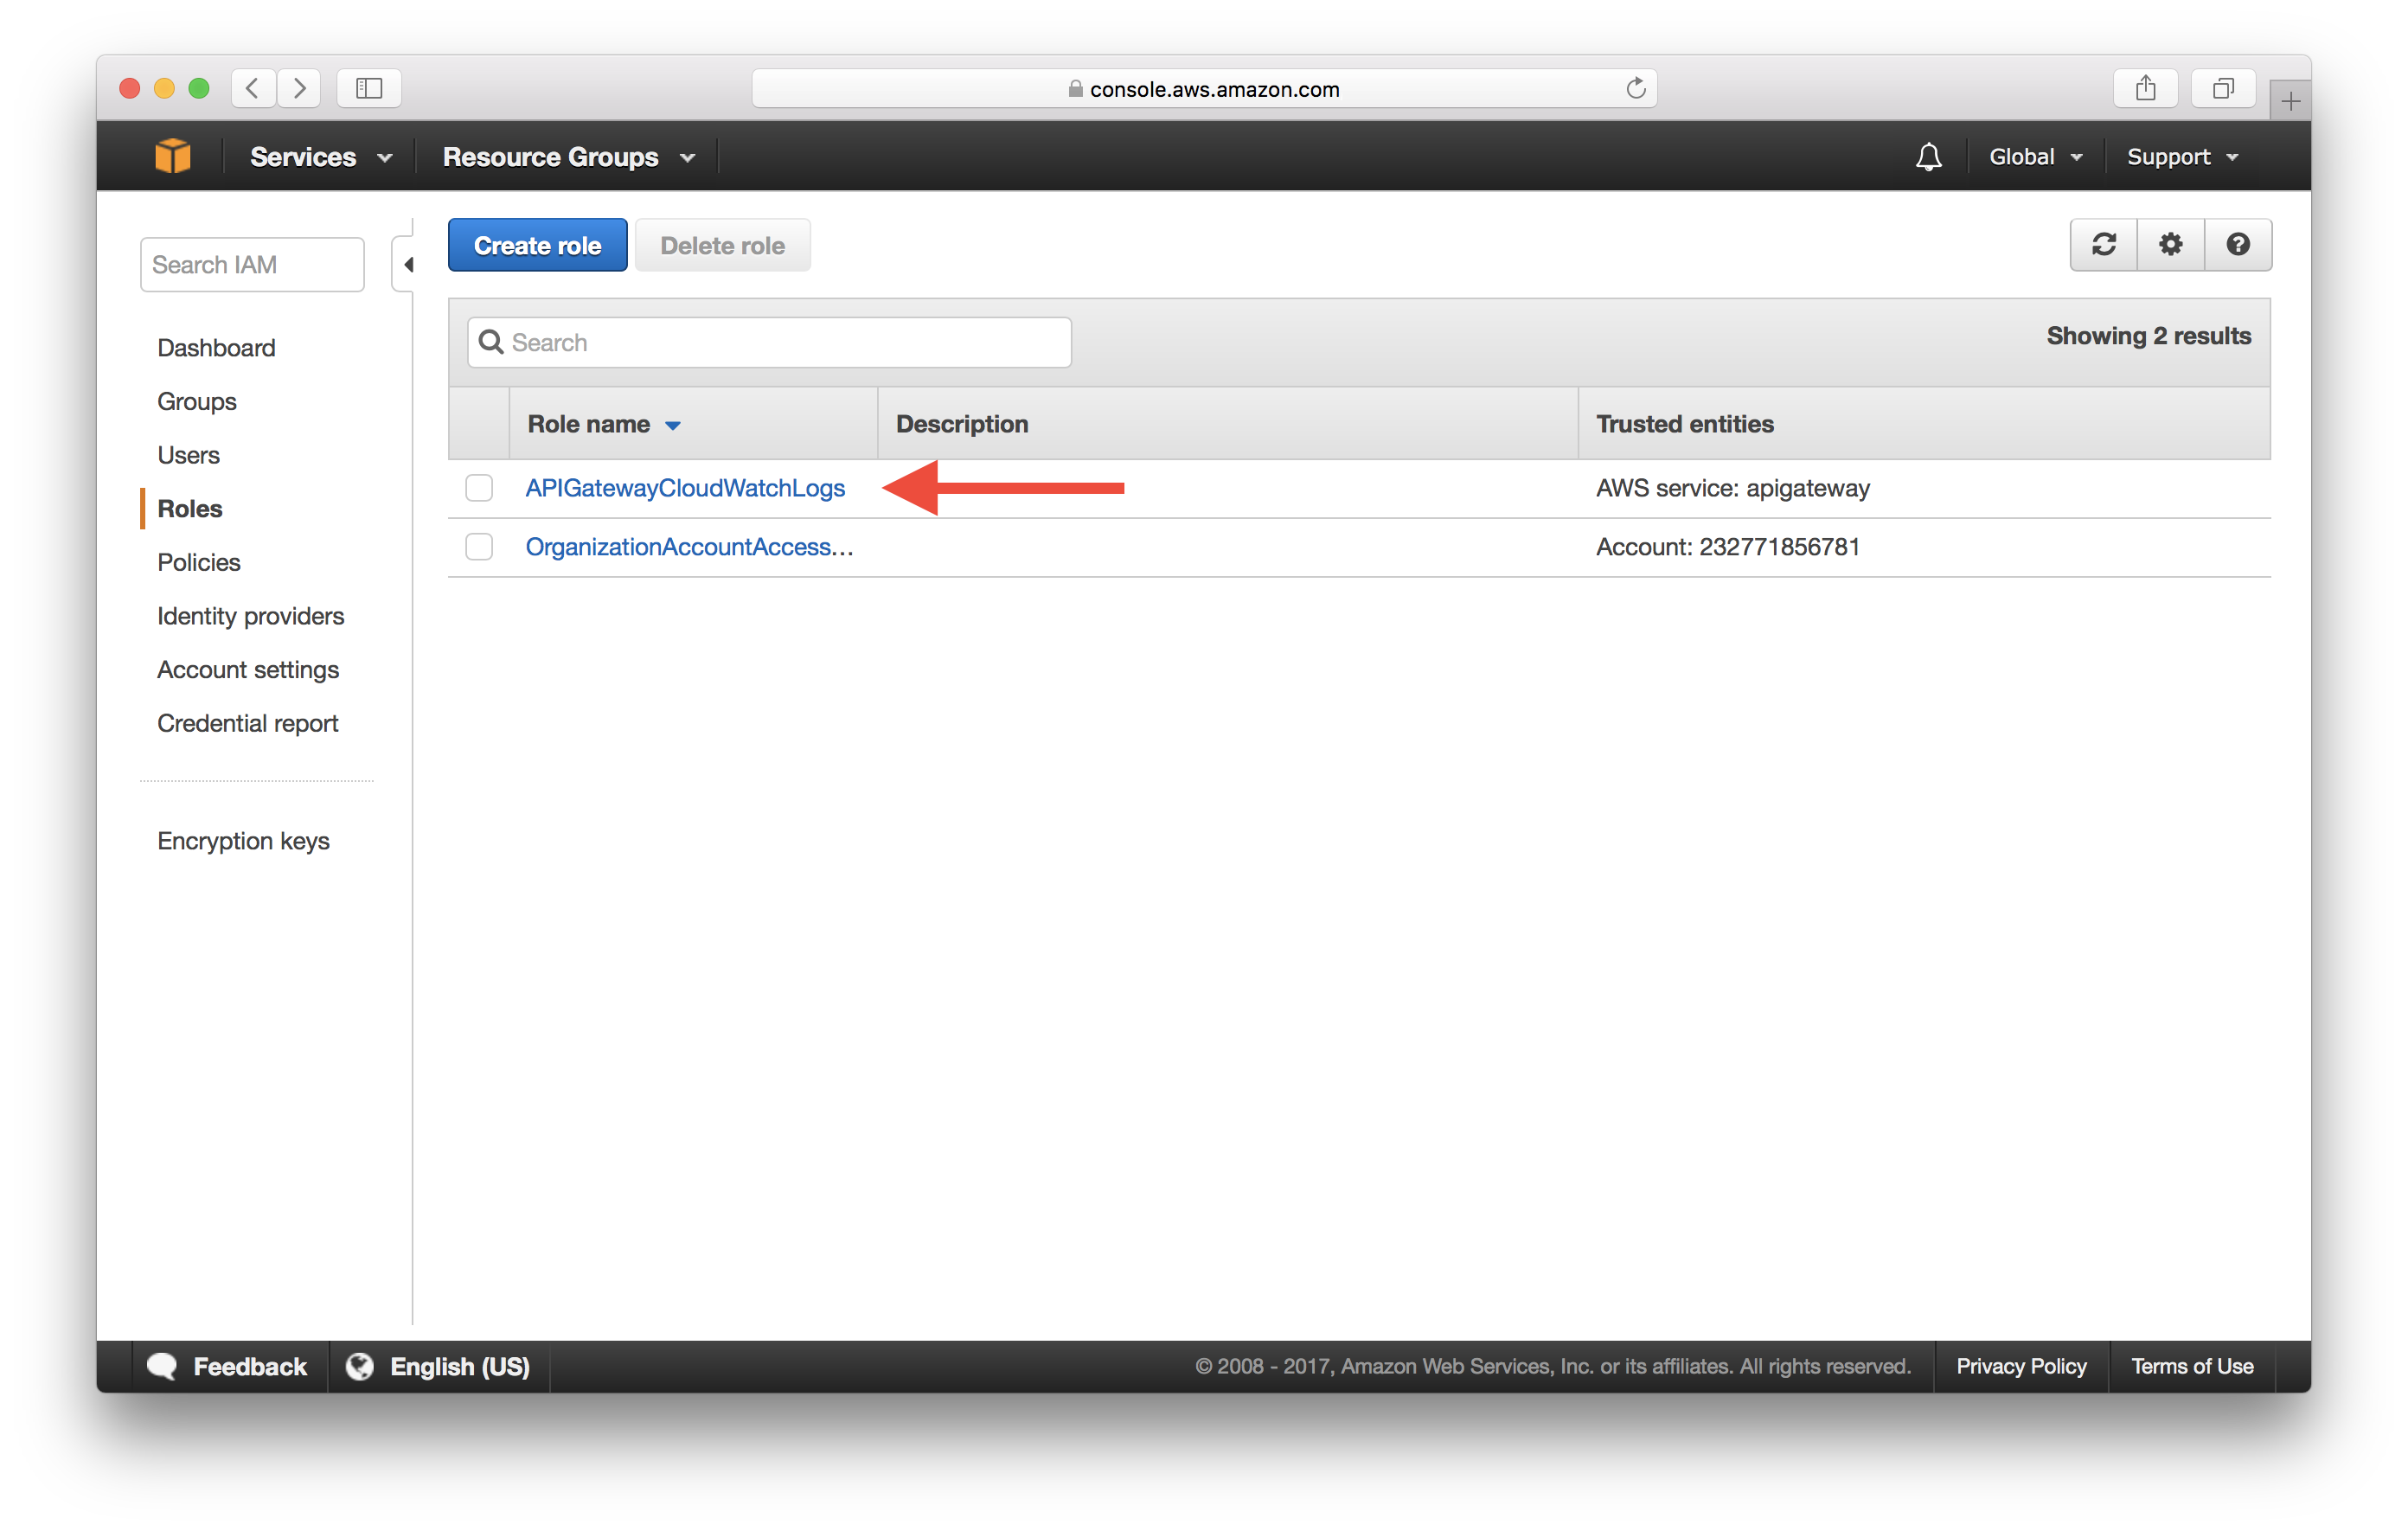 console.aws.amazon.com
Services Resource Groups Global Support
Search IAM
Create role Delete role
Dashboard
Groups
Users
Roles
Policies
Identity providers
Account settings
Credential report
Encryption keys
Search Showing 2 results
Role name Description Trusted entities
APIGatewayCloudWatchLogs AWS service: apigateway
OrganizationAccountAccess... Account: 232771856781
Feedback English (US) © 2008 - 2017, Amazon Web Services, Inc. or its affiliates. All rights reserved. Privacy Policy Terms of Use